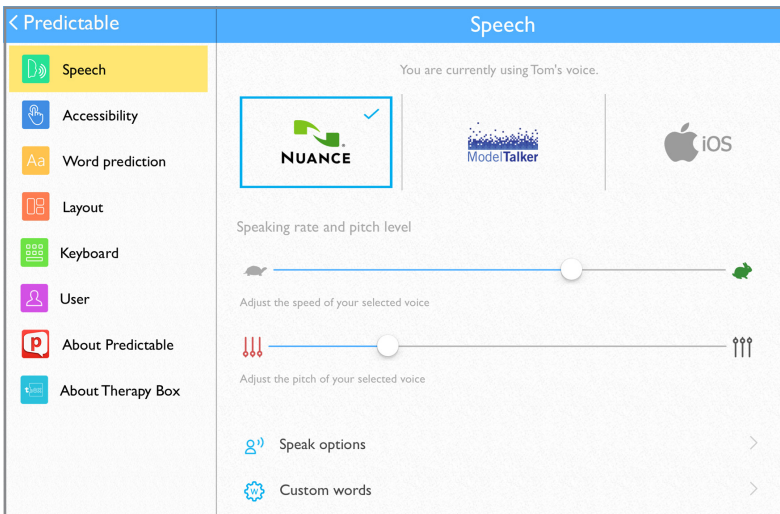 Predictable
Speech
Speech
Accessibility
Aa
Word prediction
Layout
Keyboard
User
p
About Predictable
About Therapy Box
You are currently using Tom's voice.
NUANCE
ModelTalker
iOS
Speaking rate and pitch level
Adjust the speed of your selected voice
Adjust the pitch of your selected voice
Speak options
W
Custom words